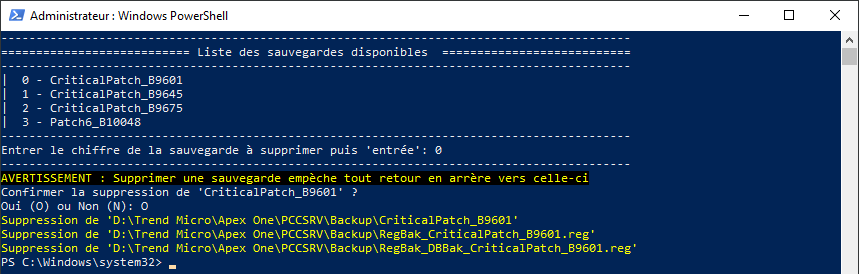 Administrateur : Windows PowerShell
------------------------------------------------------------------------------------------
=========================== Liste des sauvegardes disponibles  ===========================
------------------------------------------------------------------------------------------
|  0 - CriticalPatch_B9601
|  1 - CriticalPatch_B9645
|  2 - CriticalPatch_B9675
|  3 - Patch6_B10048
------------------------------------------------------------------------------------------
Entrer le chiffre de la sauvegarde à supprimer puis 'entrée': 0
------------------------------------------------------------------------------------------
AVERTISSEMENT : Supprimer une sauvegarde empèche tout retour en arrère vers celle-ci
Confirmer la suppression de 'CriticalPatch_B9601' ?
Oui (O) ou Non (N): O
Suppression de 'D:\Trend Micro\Apex One\PCCSRV\Backup\CriticalPatch_B9601'
Suppression de 'D:\Trend Micro\Apex One\PCCSRV\Backup\RegBak_CriticalPatch_B9601.reg'
Suppression de 'D:\Trend Micro\Apex One\PCCSRV\Backup\RegBak_DBBak_CriticalPatch_B9601.reg'
PS C:\Windows\system32> _